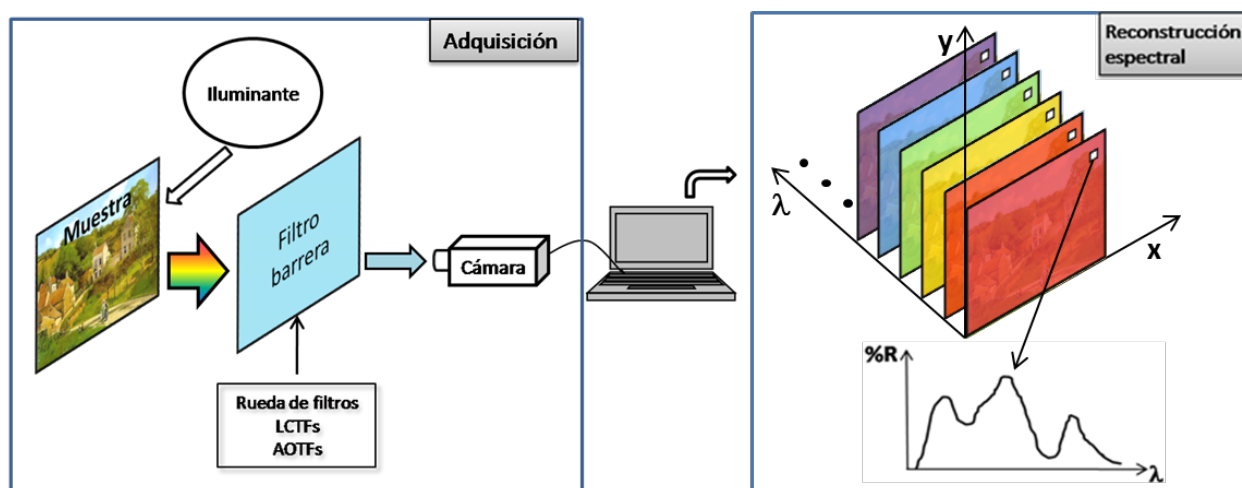 Adquisición
Iluminante
Muestra
Filtro
barrera
Cámara
Rueda de filtros
LCTFs
AOTFs
Reconstrucción
espectral
y
λ
x
%R
λ